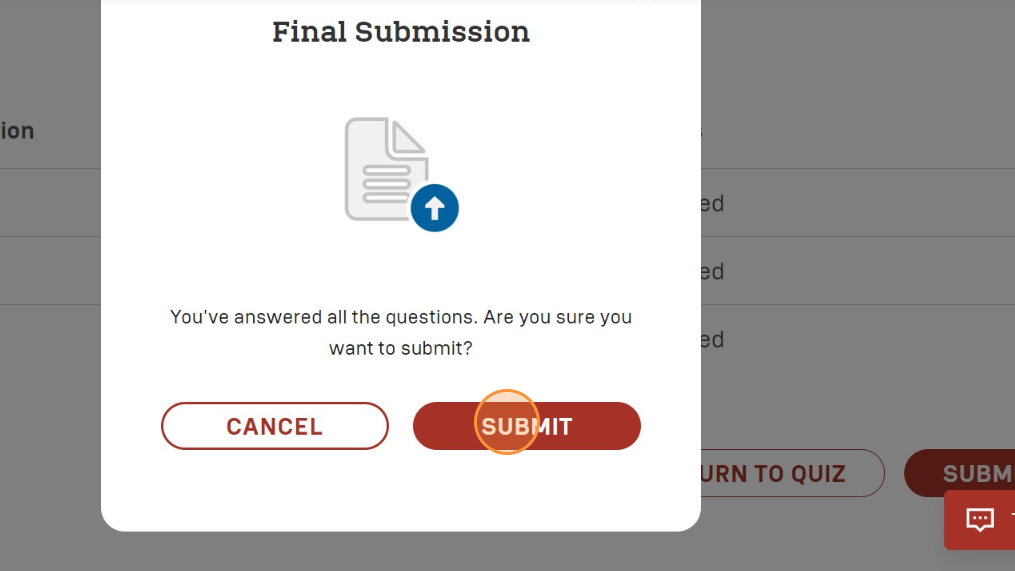 Final Submission
ion
ed
ed
You've answered all the questions. Are you sure you
want to submit?
ed
CANCEL
SUBMIT
URN TO QUIZ
SUBM